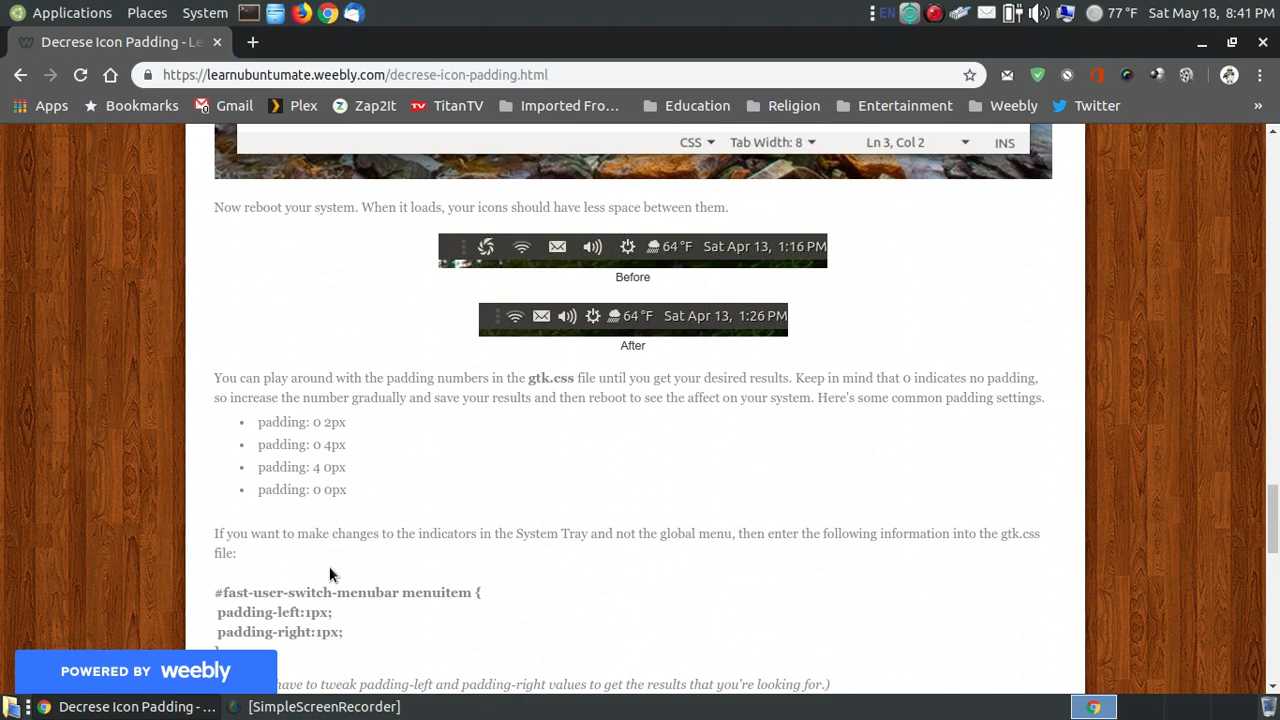 Applications Places System EN 77 °F Sat May 18, 8:41 PM
Decrese Icon Padding - Le
https://learnubuntumate.weebly.com/decrese-icon-padding.html
Apps Bookmarks Gmail Plex Zap2It TitanTV Imported Fro... Education Religion Entertainment Weebly Twitter »
CSS Tab Width: 8 Ln 3, Col 2 INS
Now reboot your system. When it loads, your icons should have less space between them.
64 °F Sat Apr 13, 1:16 PM
Before
64 °F Sat Apr 13, 1:26 PM
After
You can play around with the padding numbers in the gtk.css file until you get your desired results. Keep in mind that 0 indicates no padding,
so increase the number gradually and save your results and then reboot to see the affect on your system. Here's some common padding settings.
• padding: 0 2px
• padding: 0 4px
• padding: 4 0px
• padding: 0 0px
If you want to make changes to the indicators in the System Tray and not the global menu, then enter the following information into the gtk.css
file:
#fast-user-switch-menubar menuitem {
padding-left:1px;
padding-right:1px;
}
POWERED BY weebly
have to tweak padding-left and padding-right values to get the results that you're looking for.)
Decrese Icon Padding - ... [SimpleScreenRecorder]